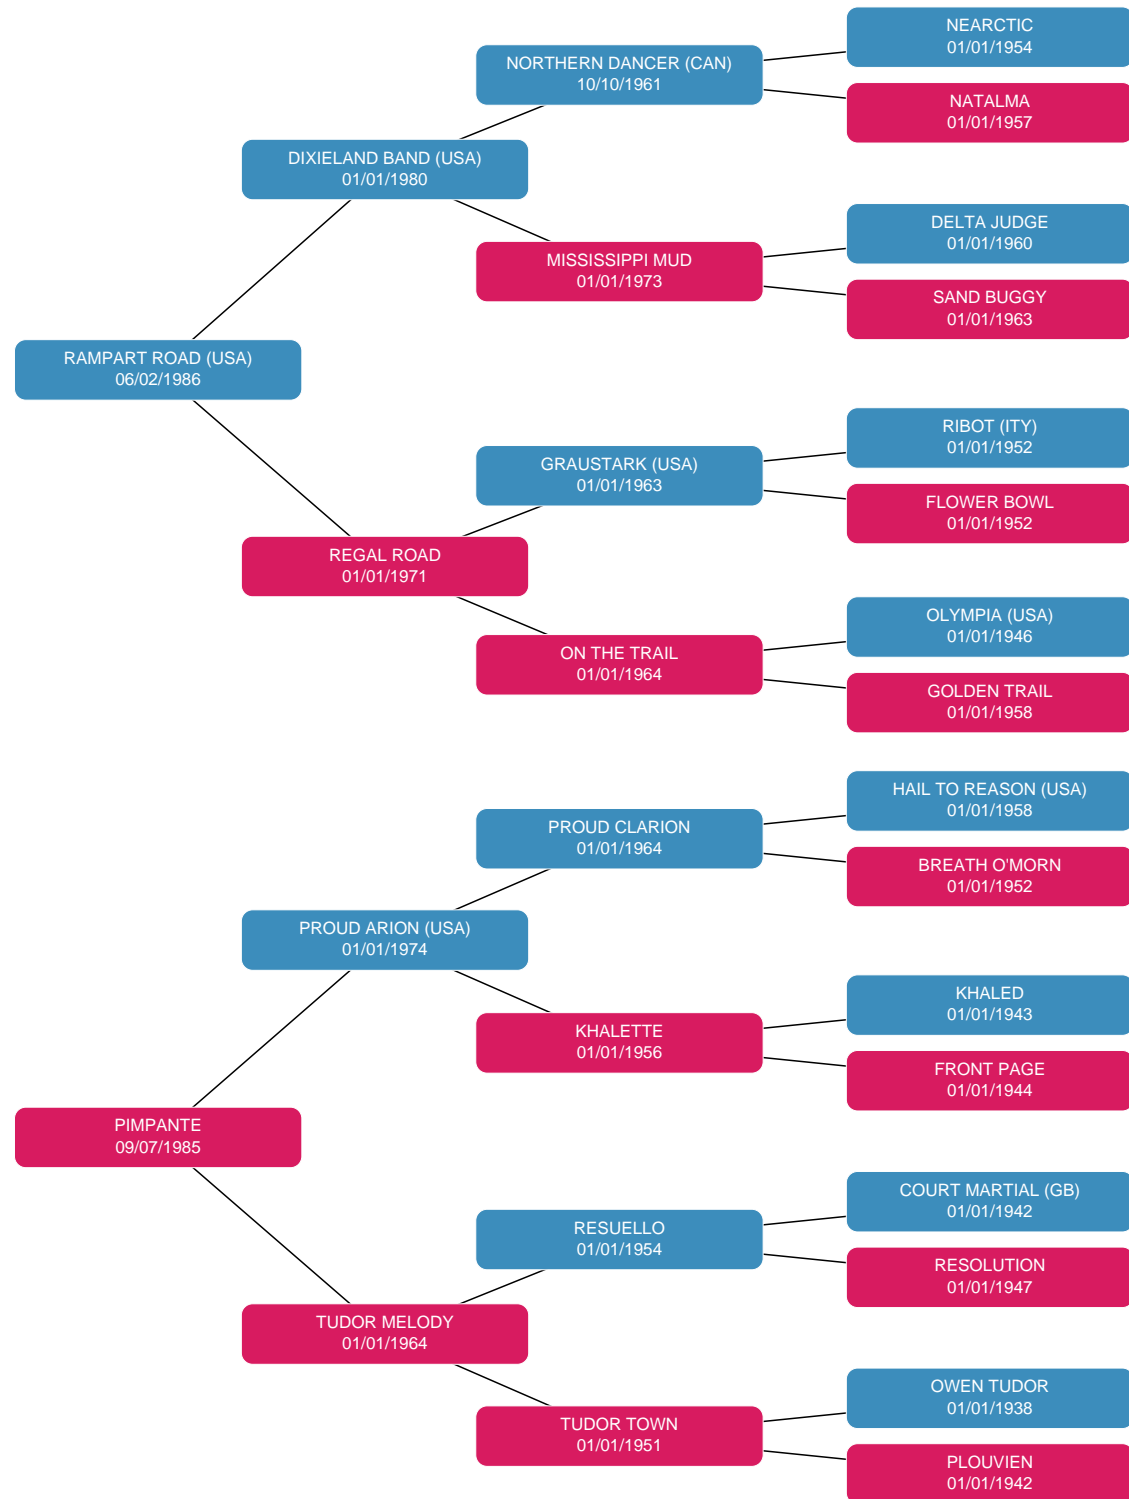 NEARCTIC
01/01/1954
NORTHERN DANCER (CAN)
10/10/1961
NATALMA
01/01/1957
DIXIELAND BAND (USA)
01/01/1980
DELTA JUDGE
01/01/1960
MISSISSIPPI MUD
01/01/1973
SAND BUGGY
01/01/1963
RAMPART ROAD (USA)
06/02/1986
RIBOT (ITY)
01/01/1952
GRAUSTARK (USA)
01/01/1963
FLOWER BOWL
01/01/1952
REGAL ROAD
01/01/1971
OLYMPIA (USA)
01/01/1946
ON THE TRAIL
01/01/1964
GOLDEN TRAIL
01/01/1958
HAIL TO REASON (USA)
01/01/1958
PROUD CLARION
01/01/1964
BREATH O'MORN
01/01/1952
PROUD ARION (USA)
01/01/1974
KHALED
01/01/1943
KHALETTE
01/01/1956
FRONT PAGE
01/01/1944
PIMPANTE
09/07/1985
COURT MARTIAL (GB)
01/01/1942
RESUELLO
01/01/1954
RESOLUTION
01/01/1947
TUDOR MELODY
01/01/1964
OWEN TUDOR
01/01/1938
TUDOR TOWN
01/01/1951
PLOUVIEN
01/01/1942